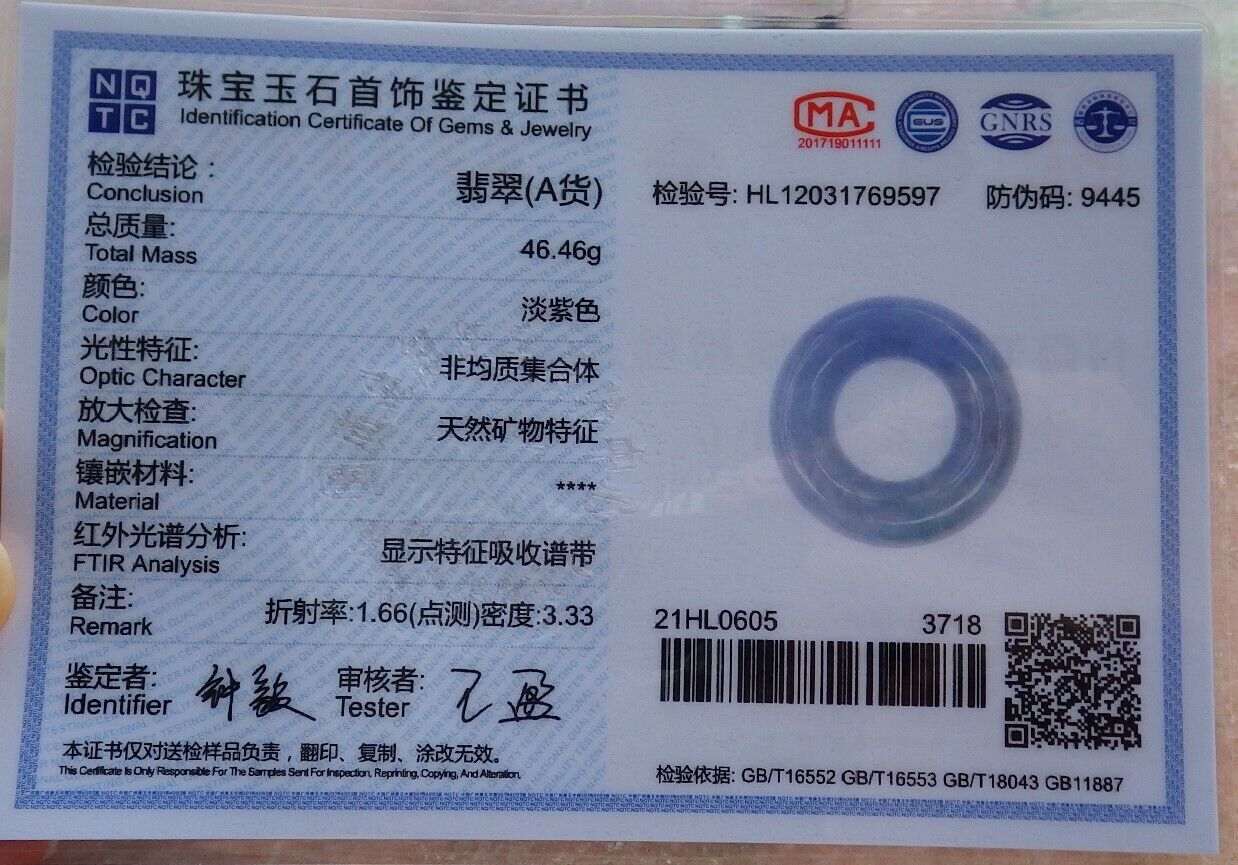 NQ
TC
珠宝玉石首饰鉴定证书
Identification Certificate Of Gems & Jewelry
检验结论：
Conclusion
翡翠(A货)
总质量:
Total Mass
46.46g
颜色:
Color
淡紫色
光性特征:
Optic Character
非均质集合体
放大检查:
Magnification
天然矿物特征
镶嵌材料:
Material
****
红外光谱分析:
FTIR Analysis
显示特征吸收谱带
备注:
Remark
折射率:1.66(点测)密度:3.33
鉴定者:
Identifier
钟敏
审核者:
Tester
王盈
本证书仅对送检样品负责，翻印、复制、涂改无效。
This Certificate Is Only Responsible For The Samples Sent For Inspection, Reprinting, Copying, And Alteration,
CMA
201719011111
GUS
GNRS
检验号: HL12031769597 防伪码: 9445
21HL0605 3718
检验依据: GB/T16552 GB/T16553 GB/T18043 GB11887